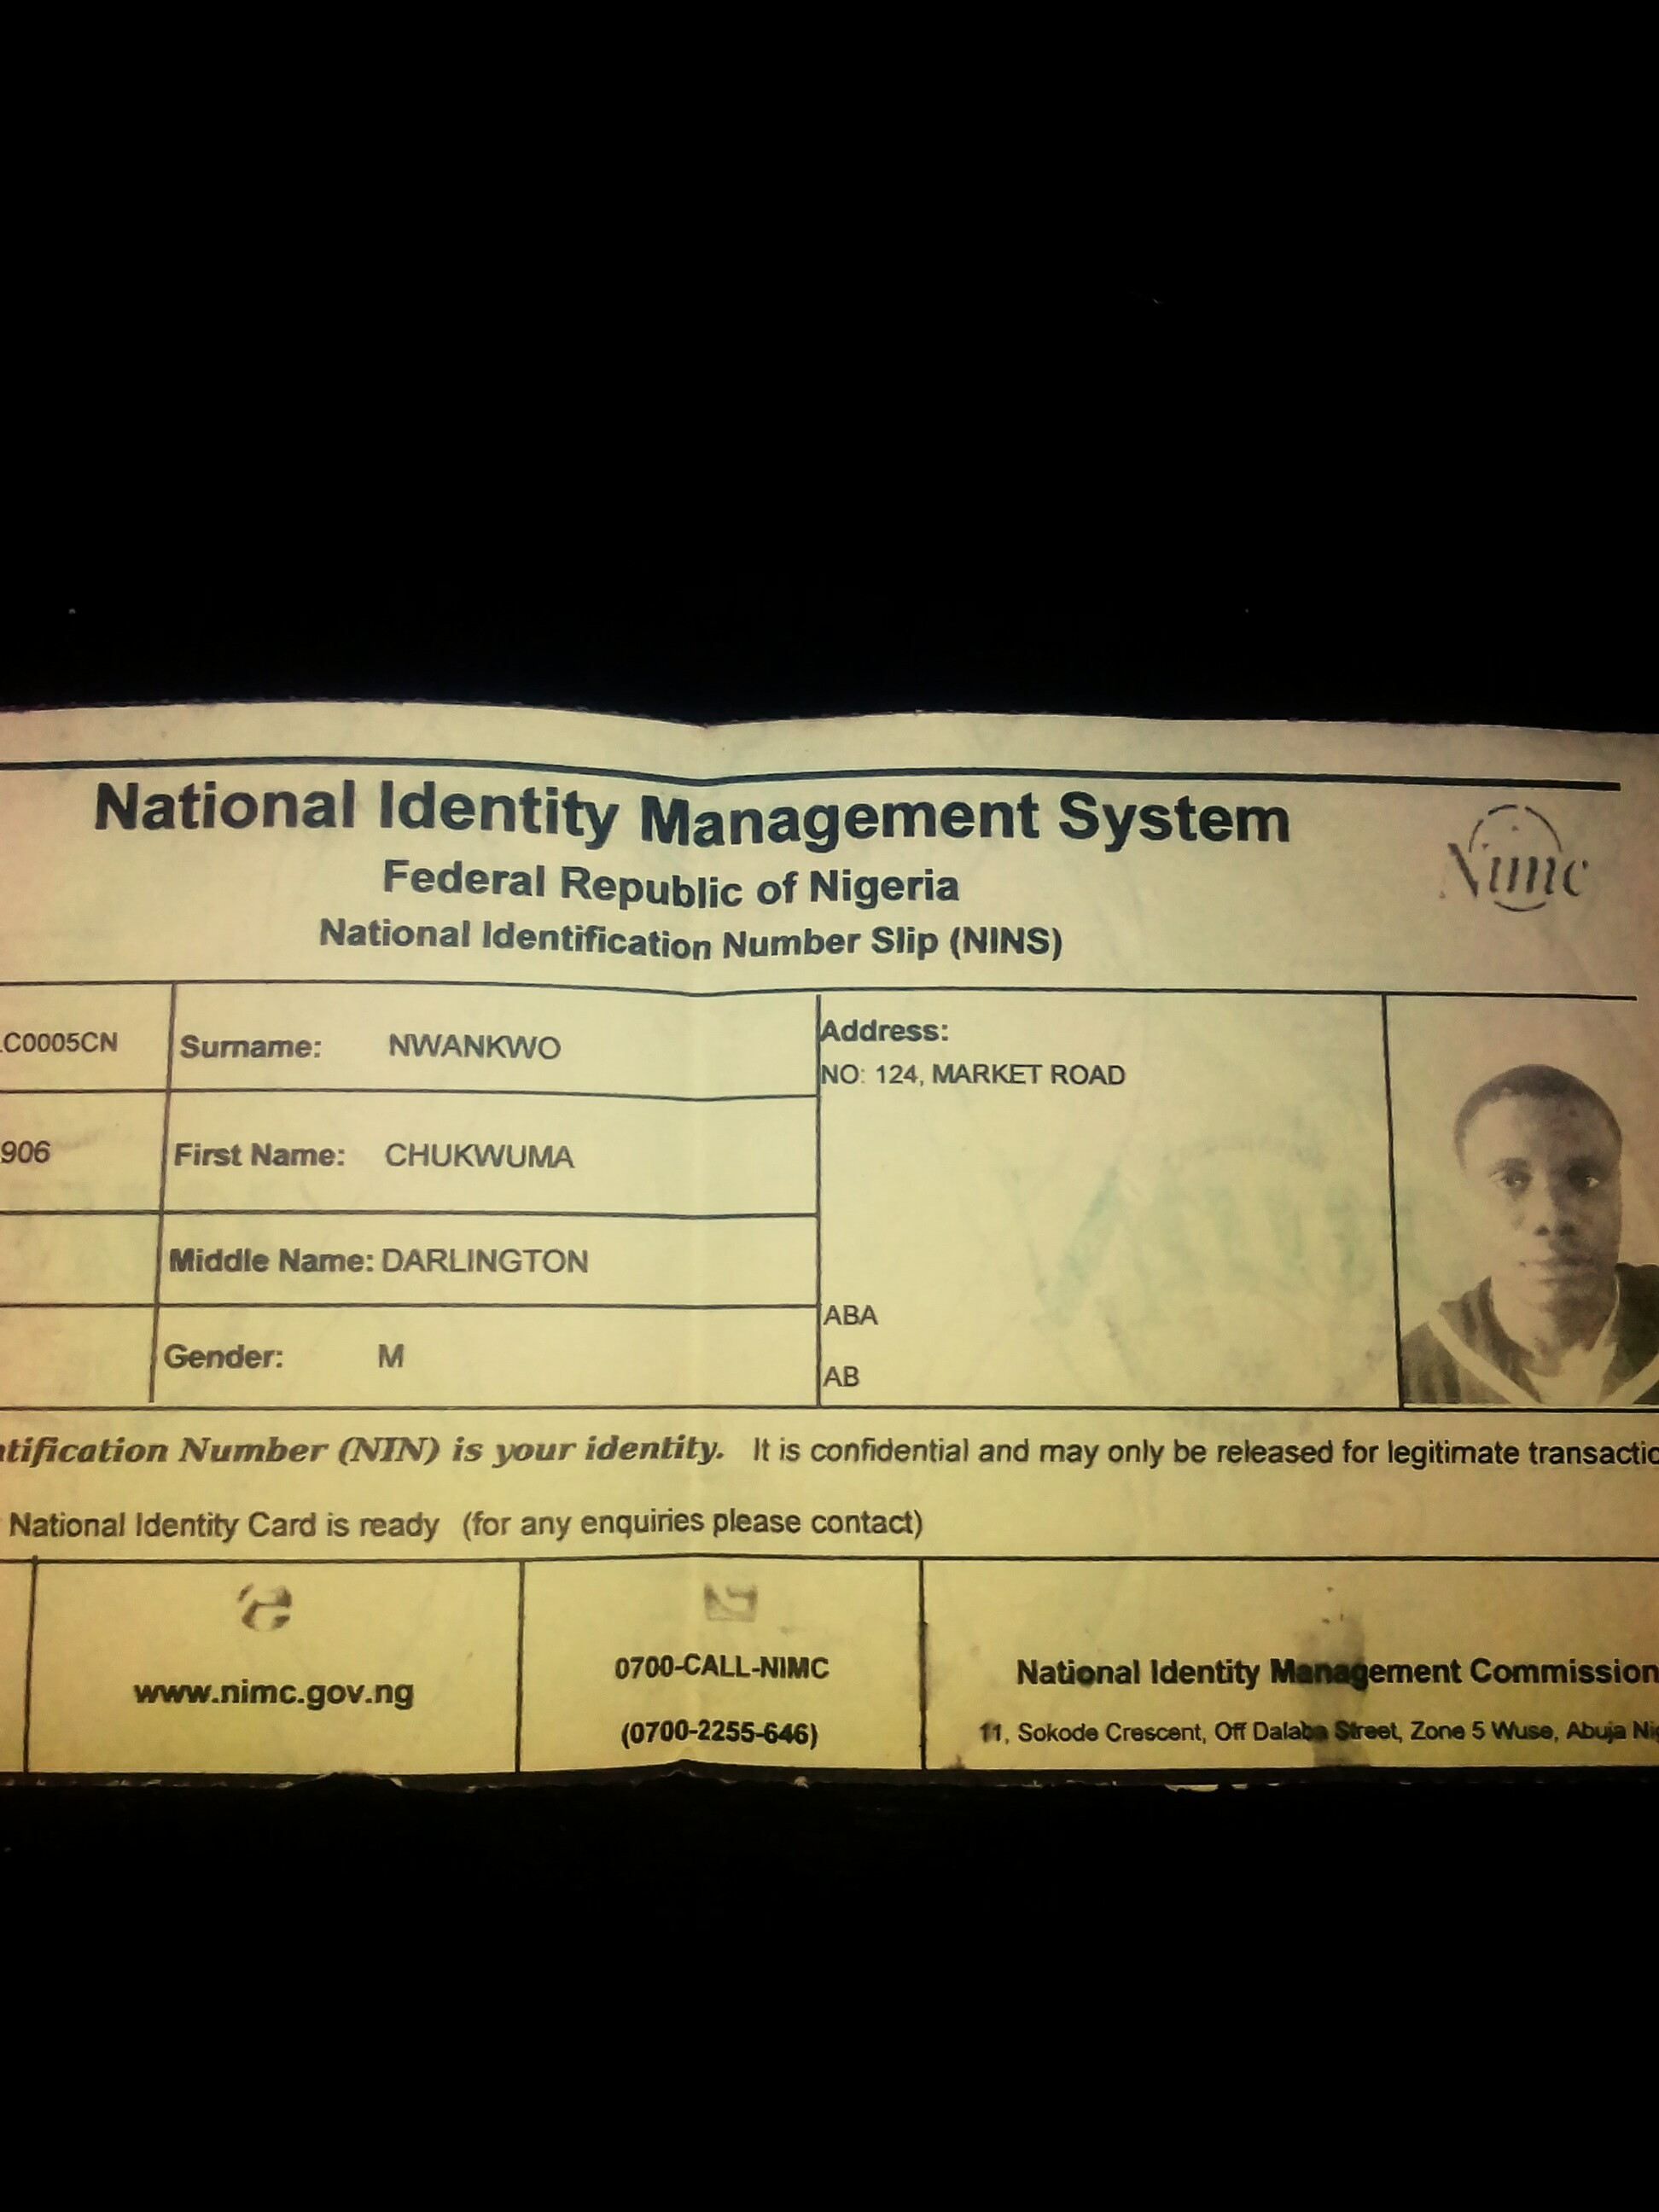 National Identity Management System
Federal Republic of Nigeria
National Identification Number Slip (NINS)
Nimc
C0005CN
Surname: NWANKWO
Address:
NO: 124, MARKET ROAD
906
First Name: CHUKWUMA
Middle Name: DARLINGTON
ABA
Gender: M
AB
tification Number (NIN) is your identity. It is confidential and may only be released for legitimate transactio
National Identity Card is ready (for any enquiries please contact)
www.nimc.gov.ng
0700-CALL-NIMC
(0700-2255-646)
National Identity Management Commission
11, Sokode Crescent, Off Dalaba Street, Zone 5 Wuse, Abuja Ni